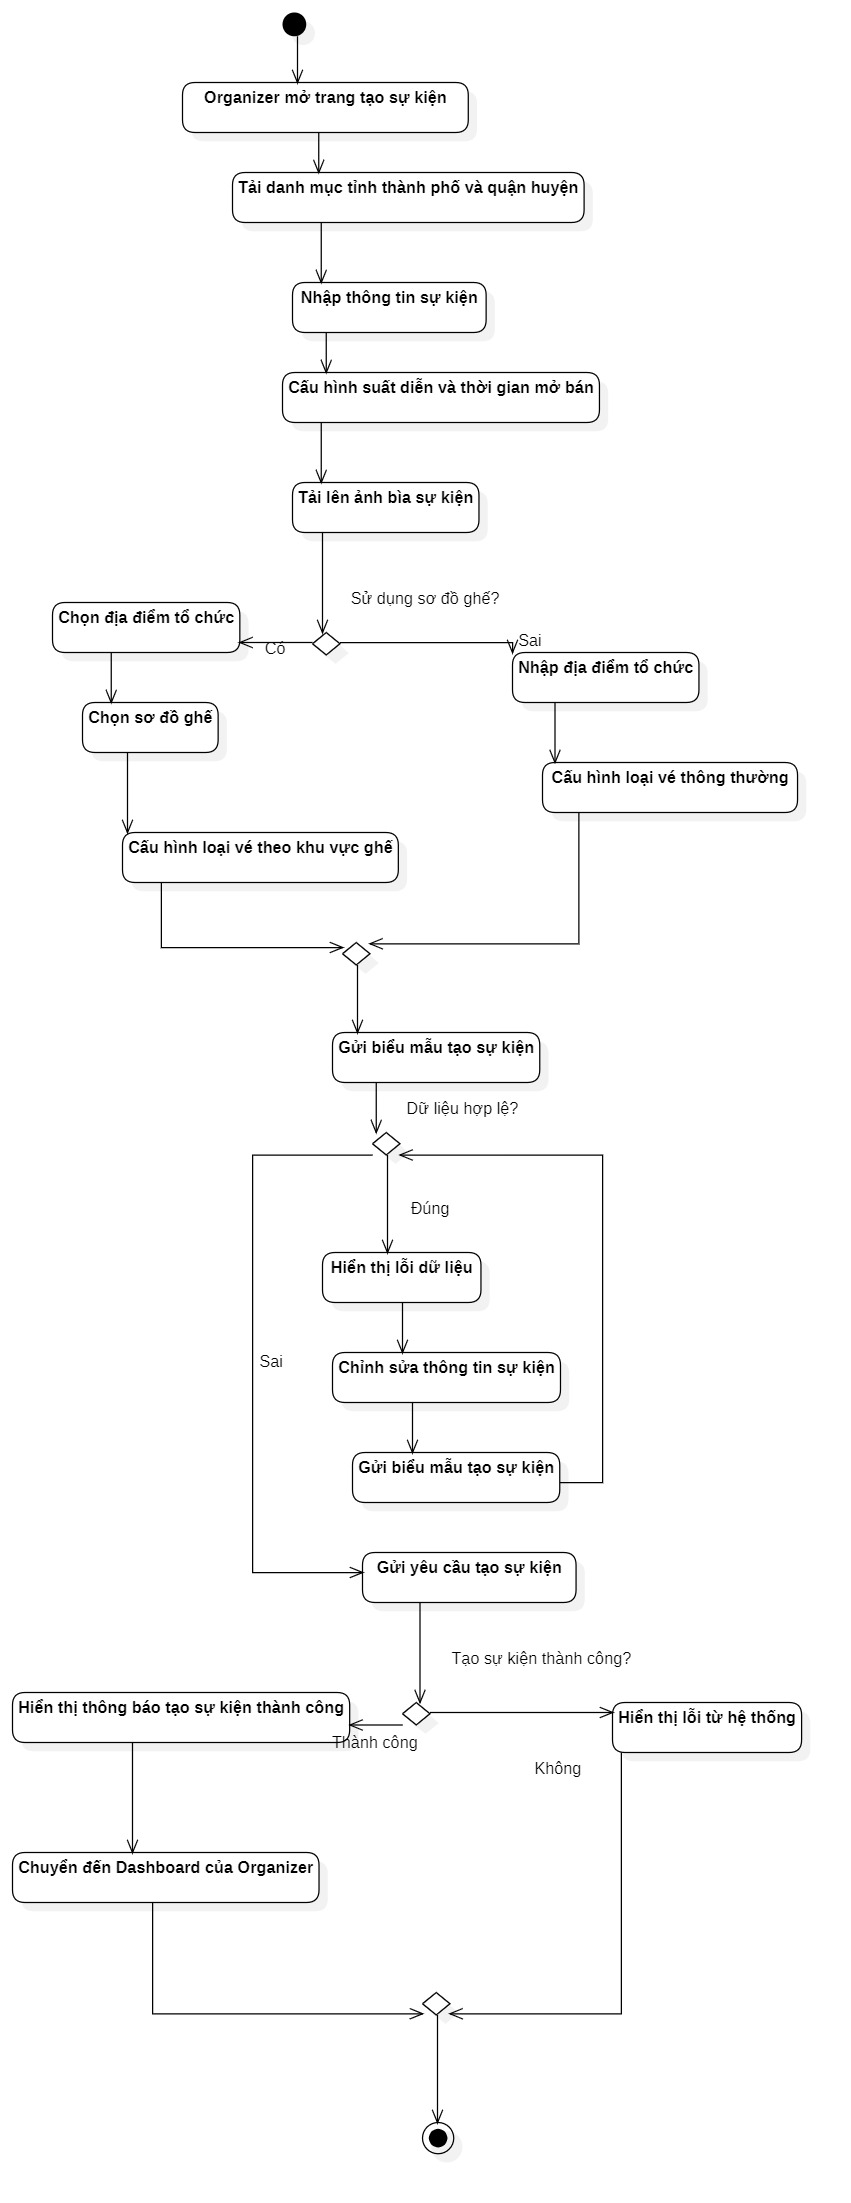 Organizer mở trang tạo sự kiện
Tải danh mục tỉnh thành phố và quận huyện
Nhập thông tin sự kiện
Cấu hình suất diễn và thời gian mở bán
Tải lên ảnh bìa sự kiện
Sử dụng sơ đồ ghế?
Chọn địa điểm tổ chức
Có
Sai
Nhập địa điểm tổ chức
Chọn sơ đồ ghế
Cấu hình loại vé thông thường
Cấu hình loại vé theo khu vực ghế
Gửi biểu mẫu tạo sự kiện
Dữ liệu hợp lệ?
Đúng
Hiển thị lỗi dữ liệu
Sai
Chỉnh sửa thông tin sự kiện
Gửi biểu mẫu tạo sự kiện
Gửi yêu cầu tạo sự kiện
Tạo sự kiện thành công?
Hiển thị thông báo tạo sự kiện thành công
Hiển thị lỗi từ hệ thống
Thành công
Không
Chuyển đến Dashboard của Organizer